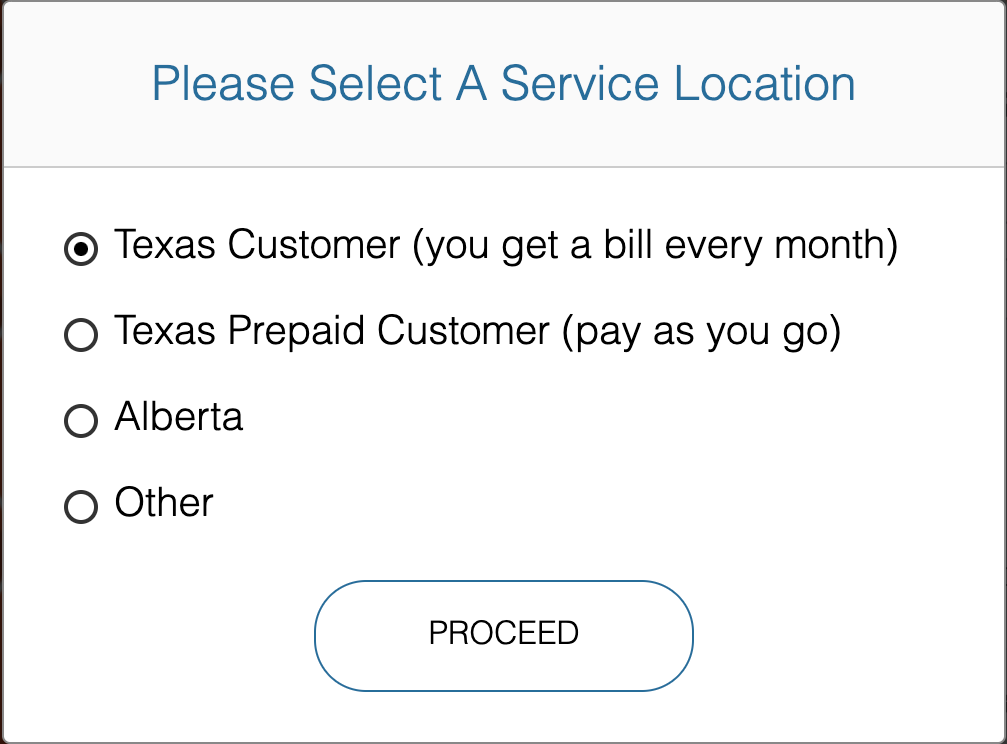 Please Select A Service Location
Texas Customer (you get a bill every month)
Texas Prepaid Customer (pay as you go)
Alberta
Other
PROCEED